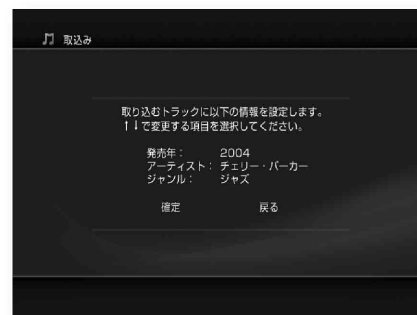 取込み
取り込むトラックに以下の情報を設定します。
↑↓で変更する項目を選択してください。
発売年： 2004
アーティスト： チェリー・バーカー
ジャンル： ジャズ
確定 戻る